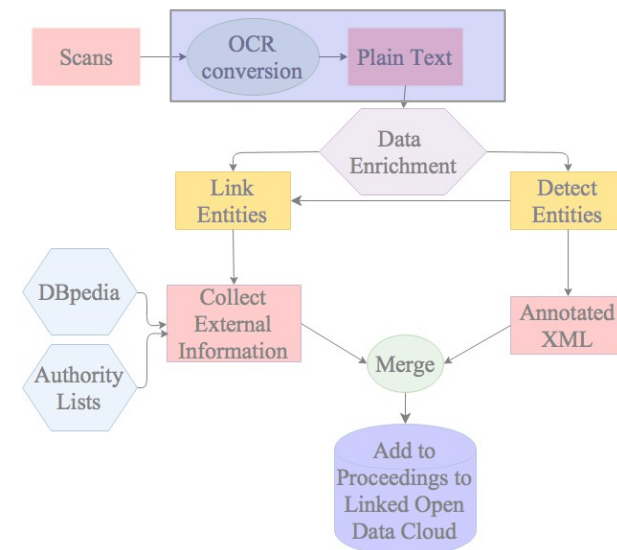 Scans
OCR
conversion
Plain Text
Data
Enrichment
Link
Entities
Detect
Entities
DBpedia
Collect
External
Information
Annotated
XML
Authority
Lists
Merge
Add to
Proceedings to
Linked Open
Data Cloud